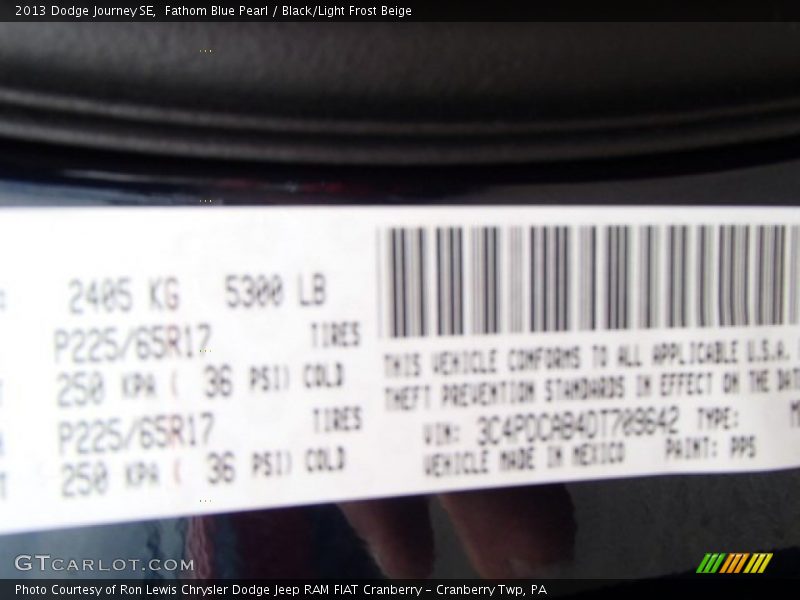 2013 Dodge Journey SE, Fathom Blue Pearl / Black/Light Frost Beige
2405 KG 5300 LB
P225/65R17 TIRES
250 KPA ( 36 PSI) COLD
P225/65R17 TIRES
250 KPA ( 36 PSI) COLD
THIS VEHICLE CONFORMS TO ALL APPLICABLE U.S.A.
THEFT PREVENTION STANDARDS IN EFFECT ON THE DAT
VIN: 3C4PDCAB4DT709642 TYPE: M
VEHICLE MADE IN MEXICO PAINT: PPS
GTCARLOT.COM
Photo Courtesy of Ron Lewis Chrysler Dodge Jeep RAM FIAT Cranberry - Cranberry Twp, PA